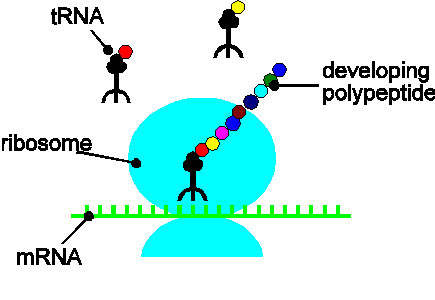 tRNA
developing
polypeptide
ribosome
mRNA